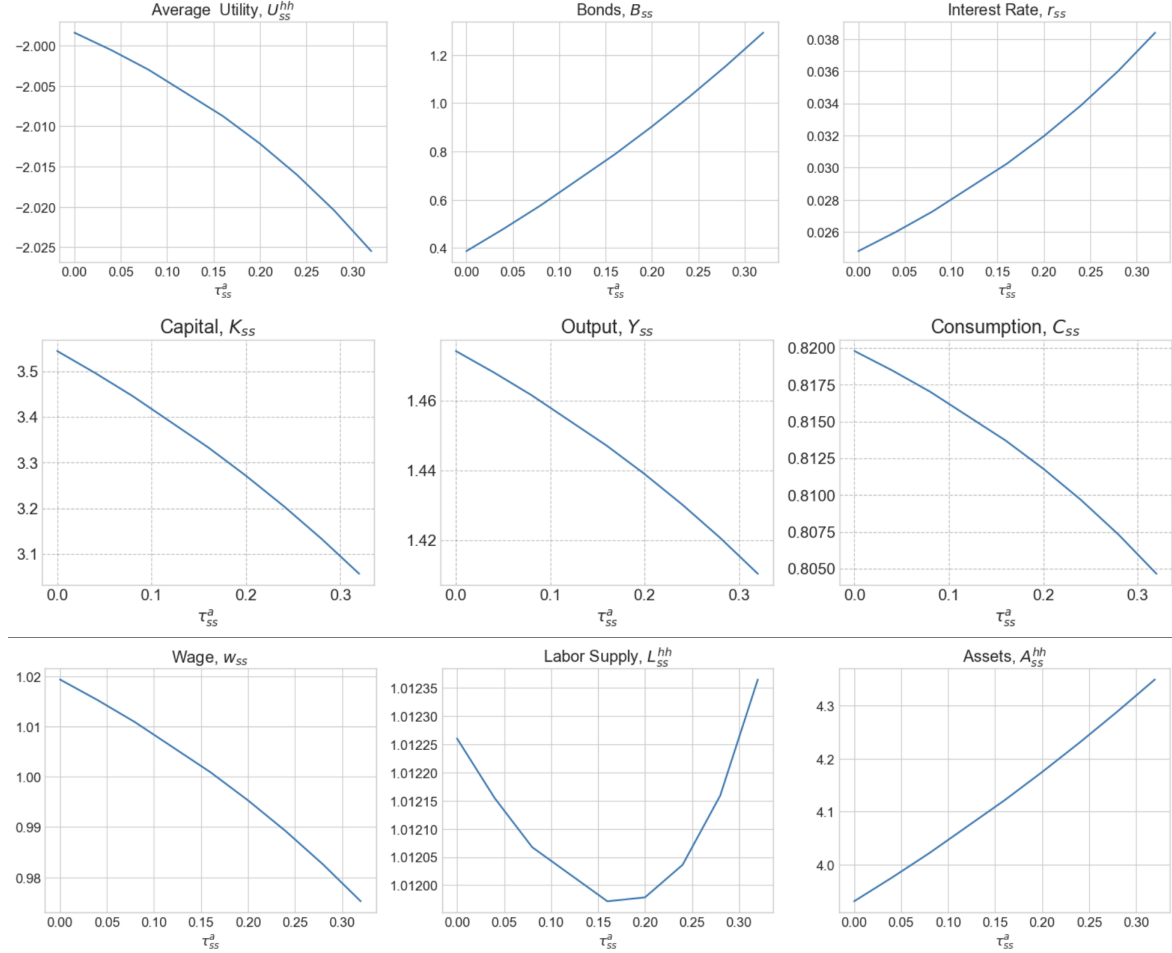 Average Utility, U_ss^hh
−2.000
−2.005
−2.010
−2.015
−2.020
−2.025
0.00 0.05 0.10 0.15 0.20 0.25 0.30
τ_ss^a
Bonds, B_ss
1.2
1.0
0.8
0.6
0.4
0.00 0.05 0.10 0.15 0.20 0.25 0.30
τ_ss^a
Interest Rate, r_ss
0.038
0.036
0.034
0.032
0.030
0.028
0.026
0.00 0.05 0.10 0.15 0.20 0.25 0.30
τ_ss^a
Capital, K_ss
3.5
3.4
3.3
3.2
3.1
0.0 0.1 0.2 0.3
τ_ss^a
Output, Y_ss
1.46
1.44
1.42
0.0 0.1 0.2 0.3
τ_ss^a
Consumption, C_ss
0.8200
0.8175
0.8150
0.8125
0.8100
0.8075
0.8050
0.0 0.1 0.2 0.3
τ_ss^a
Wage, w_ss
1.02
1.01
1.00
0.99
0.98
0.00 0.05 0.10 0.15 0.20 0.25 0.30
τ_ss^a
Labor Supply, L_ss^hh
1.01235
1.01230
1.01225
1.01220
1.01215
1.01210
1.01205
1.01200
0.00 0.05 0.10 0.15 0.20 0.25 0.30
τ_ss^a
Assets, A_ss^hh
4.3
4.2
4.1
4.0
0.00 0.05 0.10 0.15 0.20 0.25 0.30
τ_ss^a